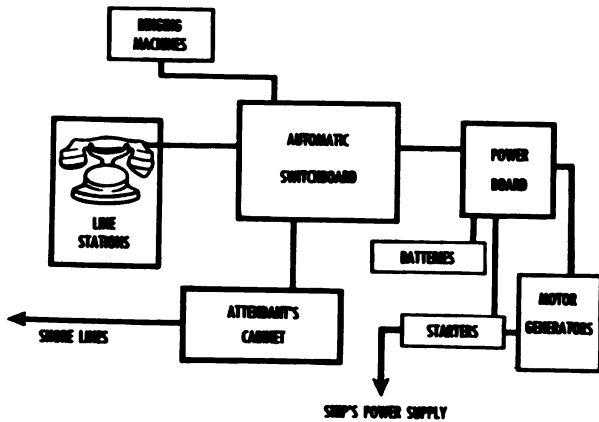 RINGING
MACHINES
AUTOMATIC
SWITCHBOARD
POWER
BOARD
LINE
STATIONS
BATTERIES
ATTENDANT'S
CABINET
STARTERS
MOTOR
GENERATORS
SHORE LINES
SHIP'S POWER SUPPLY